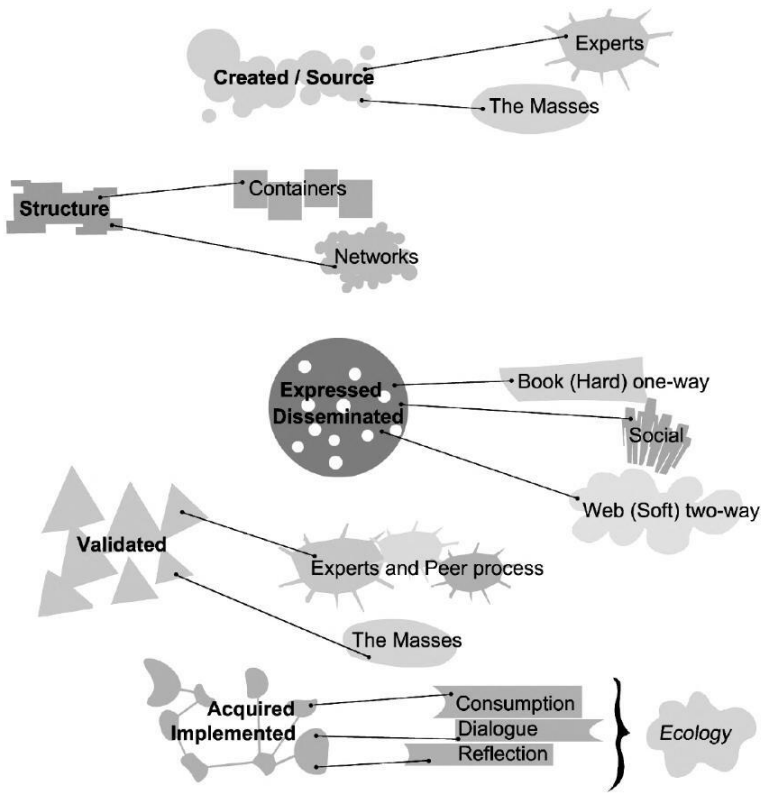 Experts
Created / Source
The Masses
Containers
Structure
Networks
Book (Hard) one-way
Expressed
Disseminated
Social
Web (Soft) two-way
Validated
Experts and Peer process
The Masses
Consumption
Acquired
Implemented
Dialogue
Reflection
Ecology